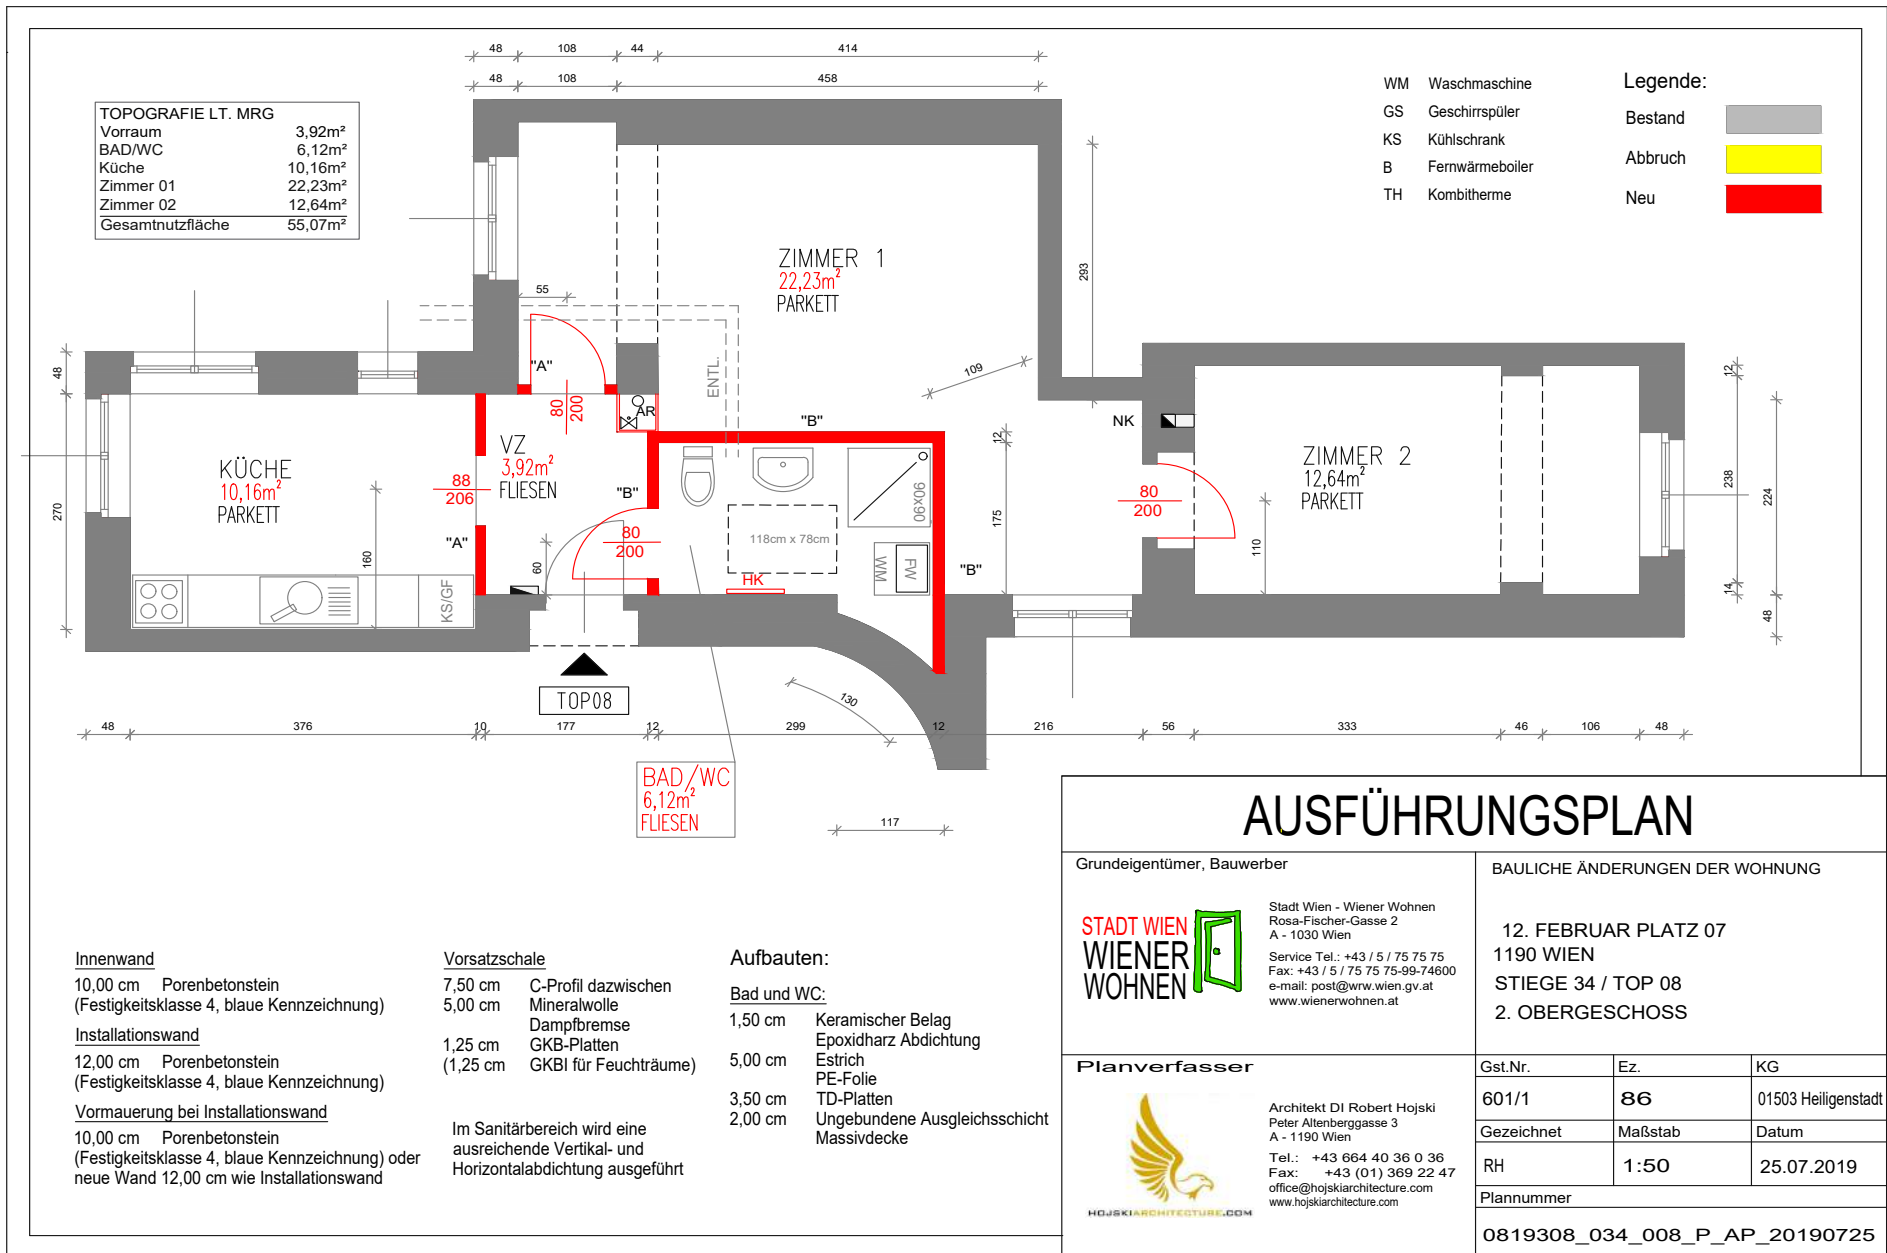 48 108 44 414
48 108 458
TOPOGRAFIE LT. MRG
Vorraum 3,92m²
BAD/WC 6,12m²
Küche 10,16m²
Zimmer 01 22,23m²
Zimmer 02 12,64m²
Gesamtnutzfläche 55,07m²
WM Waschmaschine
GS Geschirrspüler
KS Kühlschrank
B Fernwärmeboiler
TH Kombitherme
Legende:
Bestand
Abbruch
Neu
ZIMMER 1
22,23m²
PARKETT
293
55
"A"
80
200
ENTL.
AR
109
"B"
12
175
NK
48
270
KÜCHE
10,16m²
PARKETT
88
206
"A"
160
KS/GF
VZ
3,92m²
FLIESEN
"B"
60
80
200
118cm x 78cm
HK
90x90
WM
FW
"B"
80
200
110
ZIMMER 2
12,64m²
PARKETT
12
238
224
14
48
TOP08
130
48 376 10 177 12 299 12 216 56 333 46 106 48
BAD/WC
6,12m²
FLIESEN
117
Innenwand
10,00 cm Porenbetonstein
(Festigkeitsklasse 4, blaue Kennzeichnung)
Installationswand
12,00 cm Porenbetonstein
(Festigkeitsklasse 4, blaue Kennzeichnung)
Vormauerung bei Installationswand
10,00 cm Porenbetonstein
(Festigkeitsklasse 4, blaue Kennzeichnung) oder
neue Wand 12,00 cm wie Installationswand
Vorsatzschale
7,50 cm C-Profil dazwischen
5,00 cm Mineralwolle
Dampfbremse
1,25 cm GKB-Platten
(1,25 cm GKBI für Feuchträume)
Im Sanitärbereich wird eine
ausreichende Vertikal- und
Horizontalabdichtung ausgeführt
Aufbauten:
Bad und WC:
1,50 cm Keramischer Belag
Epoxidharz Abdichtung
5,00 cm Estrich
PE-Folie
3,50 cm TD-Platten
2,00 cm Ungebundene Ausgleichsschicht
Massivdecke
AUSFÜHRUNGSPLAN
Grundeigentümer, Bauwerber
STADT WIEN
WIENER
WOHNEN
Stadt Wien - Wiener Wohnen
Rosa-Fischer-Gasse 2
A - 1030 Wien
Service Tel.: +43 / 5 / 75 75 75
Fax: +43 / 5 / 75 75 75-99-74600
e-mail: post@wrw.wien.gv.at
www.wienerwohnen.at
BAULICHE ÄNDERUNGEN DER WOHNUNG
12. FEBRUAR PLATZ 07
1190 WIEN
STIEGE 34 / TOP 08
2. OBERGESCHOSS
Planverfasser
HOJSKIARCHITECTURE.COM
Architekt DI Robert Hojski
Peter Altenberggasse 3
A - 1190 Wien
Tel.: +43 664 40 36 0 36
Fax: +43 (01) 369 22 47
office@hojskiarchitecture.com
www.hojskiarchitecture.com
Gst.Nr. Ez. KG
601/1 86 01503 Heiligenstadt
Gezeichnet Maßstab Datum
RH 1:50 25.07.2019
Plannummer
0819308_034_008_P_AP_20190725